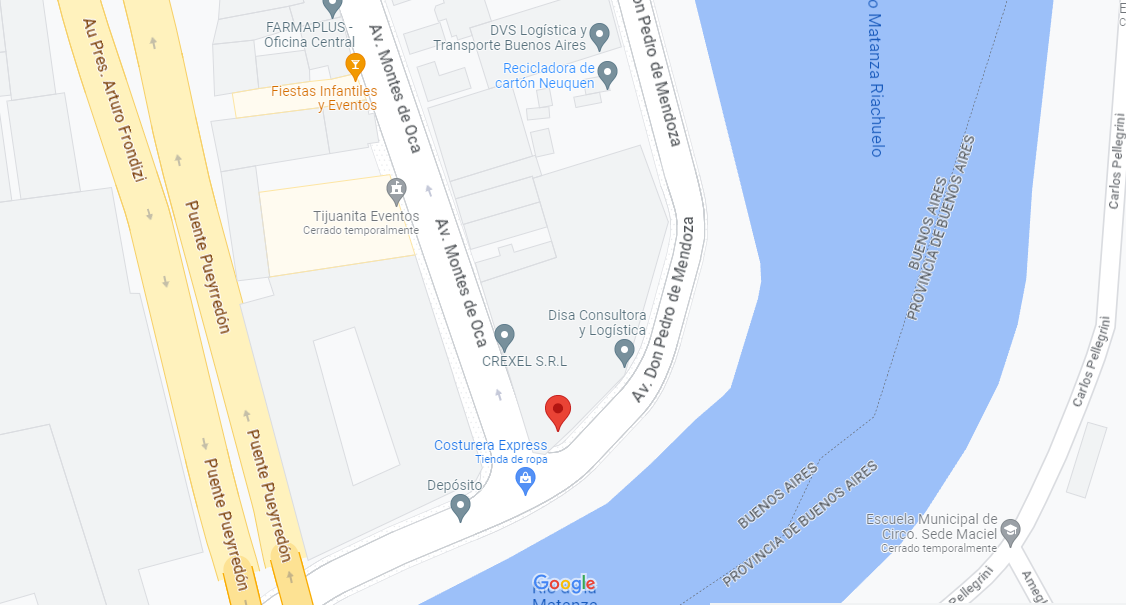 FARMAPLUS -
Oficina Central
Av. Montes de Oca
DVS Logística y
Transporte Buenos Aires
Recicladora de
cartón Neuquen
on Pedro de Mendoza
o Matanza Riachuelo
Au Pres. Arturo Frondizi
Fiestas Infantiles
y Eventos
Carlos Pellegrini
BUENOS AIRES
PROVINCIA DE BUENOS AIRES
Tijuanita Eventos
Cerrado temporalmente
Puente Pueyrredón
Av. Montes de Oca
Av. Don Pedro de Mendoza
Disa Consultora
y Logística
CREXEL S.R.L
Carlos Pellegrini
Costurera Express
Tienda de ropa
Depósito
Puente Pueyrredón
Puente Pueyrredón
BUENOS AIRES
PROVINCIA DE BUENOS AIRES
Escuela Municipal de
Circo. Sede Maciel
Cerrado temporalmente
Pellegrini
Amegh
Google
Matanza